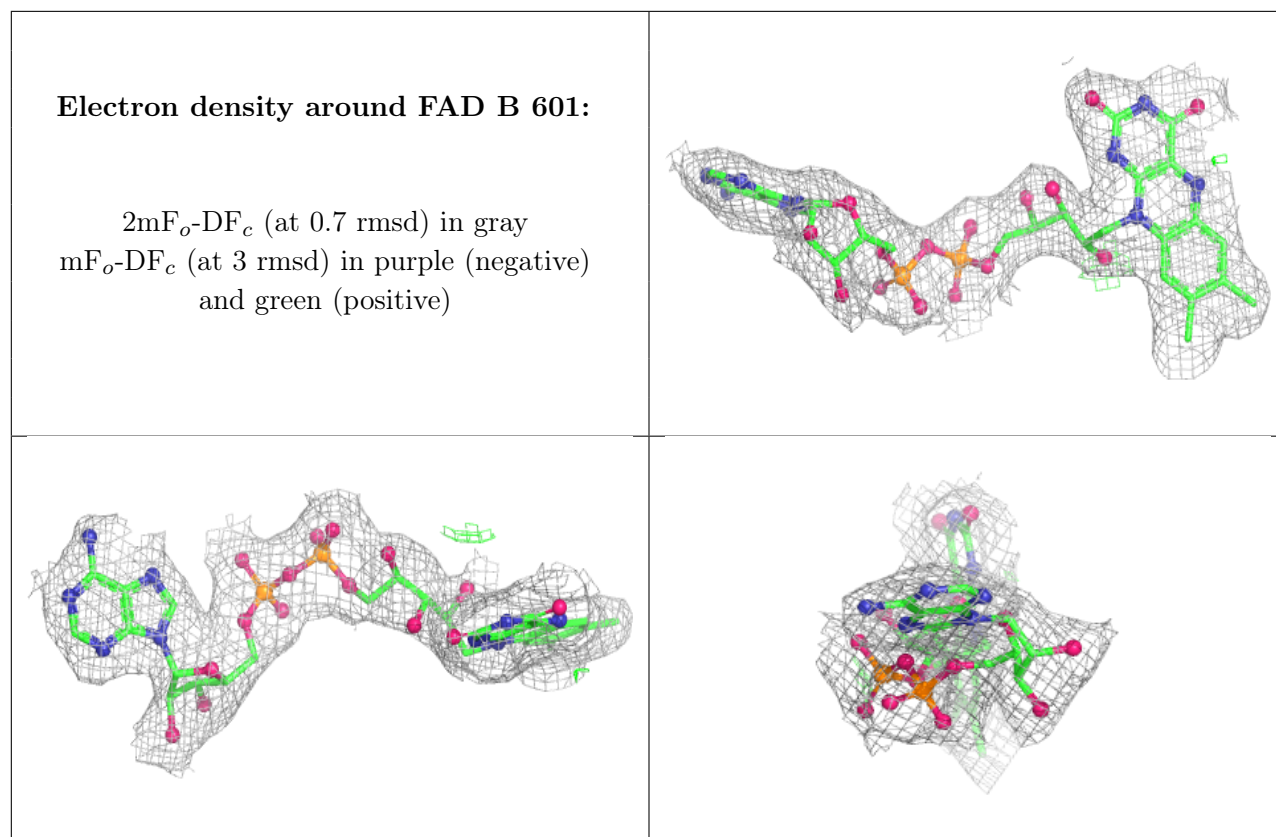 Electron density around FAD B 601:
2mFo-DFc (at 0.7 rmsd) in gray
mFo-DFc (at 3 rmsd) in purple (negative)
and green (positive)